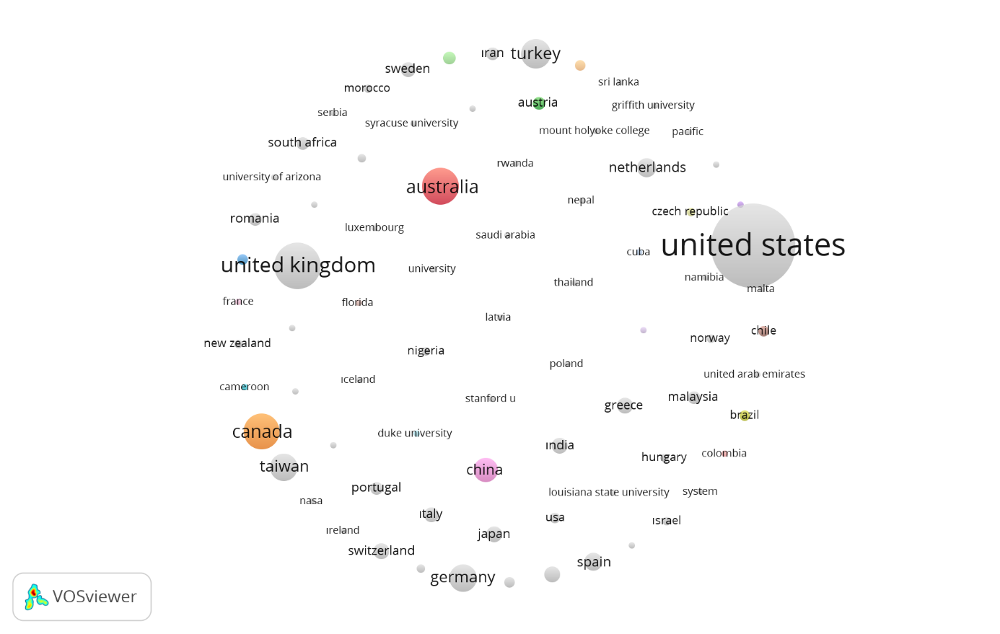 iran
turkey
sweden
sri lanka
morocco
austria
griffith university
serbia
syracuse university
mount holyoke college
pacific
south africa
rwanda
netherlands
university of arizona
australia
nepal
czech republic
romania
luxembourg
saudi arabia
united states
cuba
united kingdom
university
namibia
thailand
malta
france
florida
latvia
chile
norway
new zealand
nigeria
poland
united arab emirates
iceland
cameroon
stanford u
malaysia
greece
brazil
canada
duke university
india
colombia
hungary
taiwan
china
portugal
louisiana state university
system
nasa
italy
usa
israel
ireland
japan
switzerland
spain
germany
VOSviewer